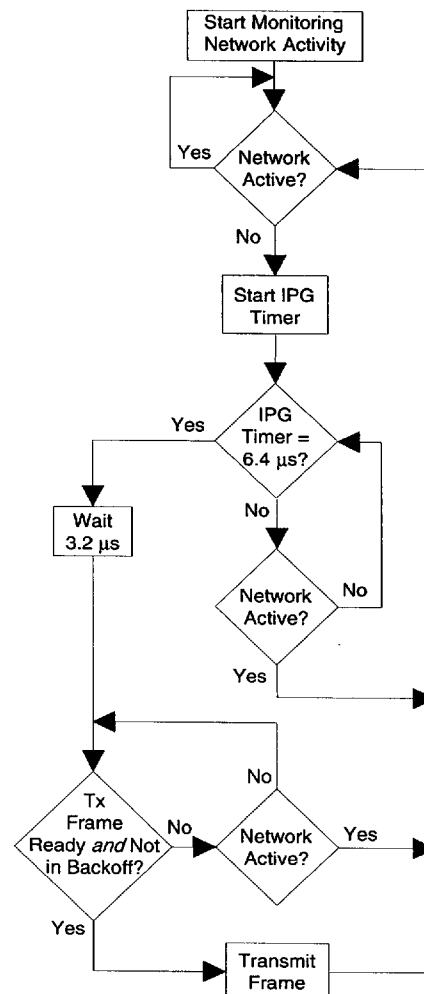 Start Monitoring
Network Activity
Yes
Network
Active?
No
Start IPG
Timer
Yes
IPG
Timer =
6.4 µs?
Wait
3.2 µs
No
Network
Active?
No
Yes
Tx
Frame
Ready and Not
in Backoff?
No
No
Network
Active?
Yes
Yes
Transmit
Frame